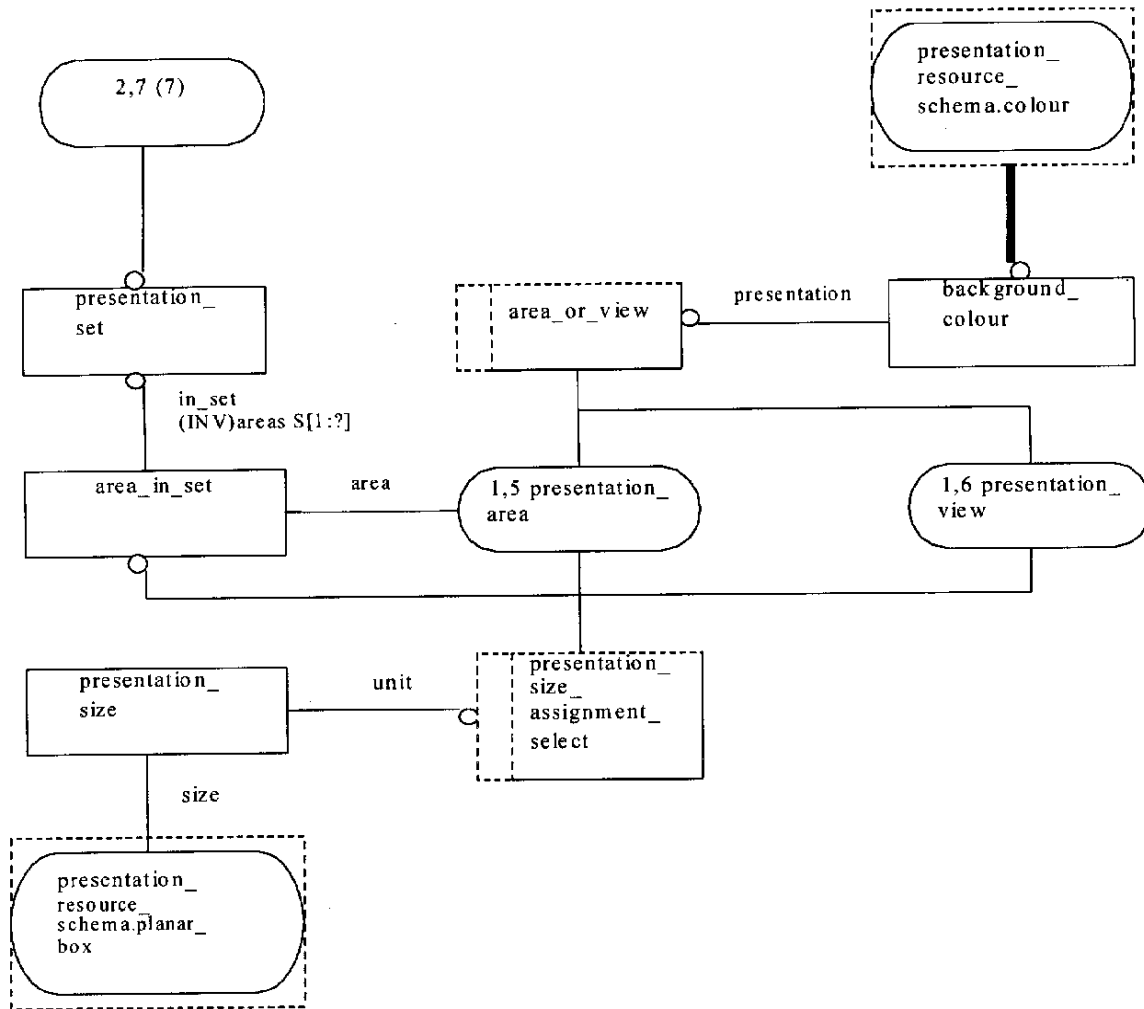 2,7 (7)
presentation_
resource_
schema.colour
presentation_
set
area_or_view
presentation
background_
colour
in_set
(INV)areas S[1:?]
area_in_set
area
1,5 presentation_
area
1,6 presentation_
view
presentation_
size
unit
presentation_
size_
assignment_
select
size
presentation_
resource_
schema.planar_
box